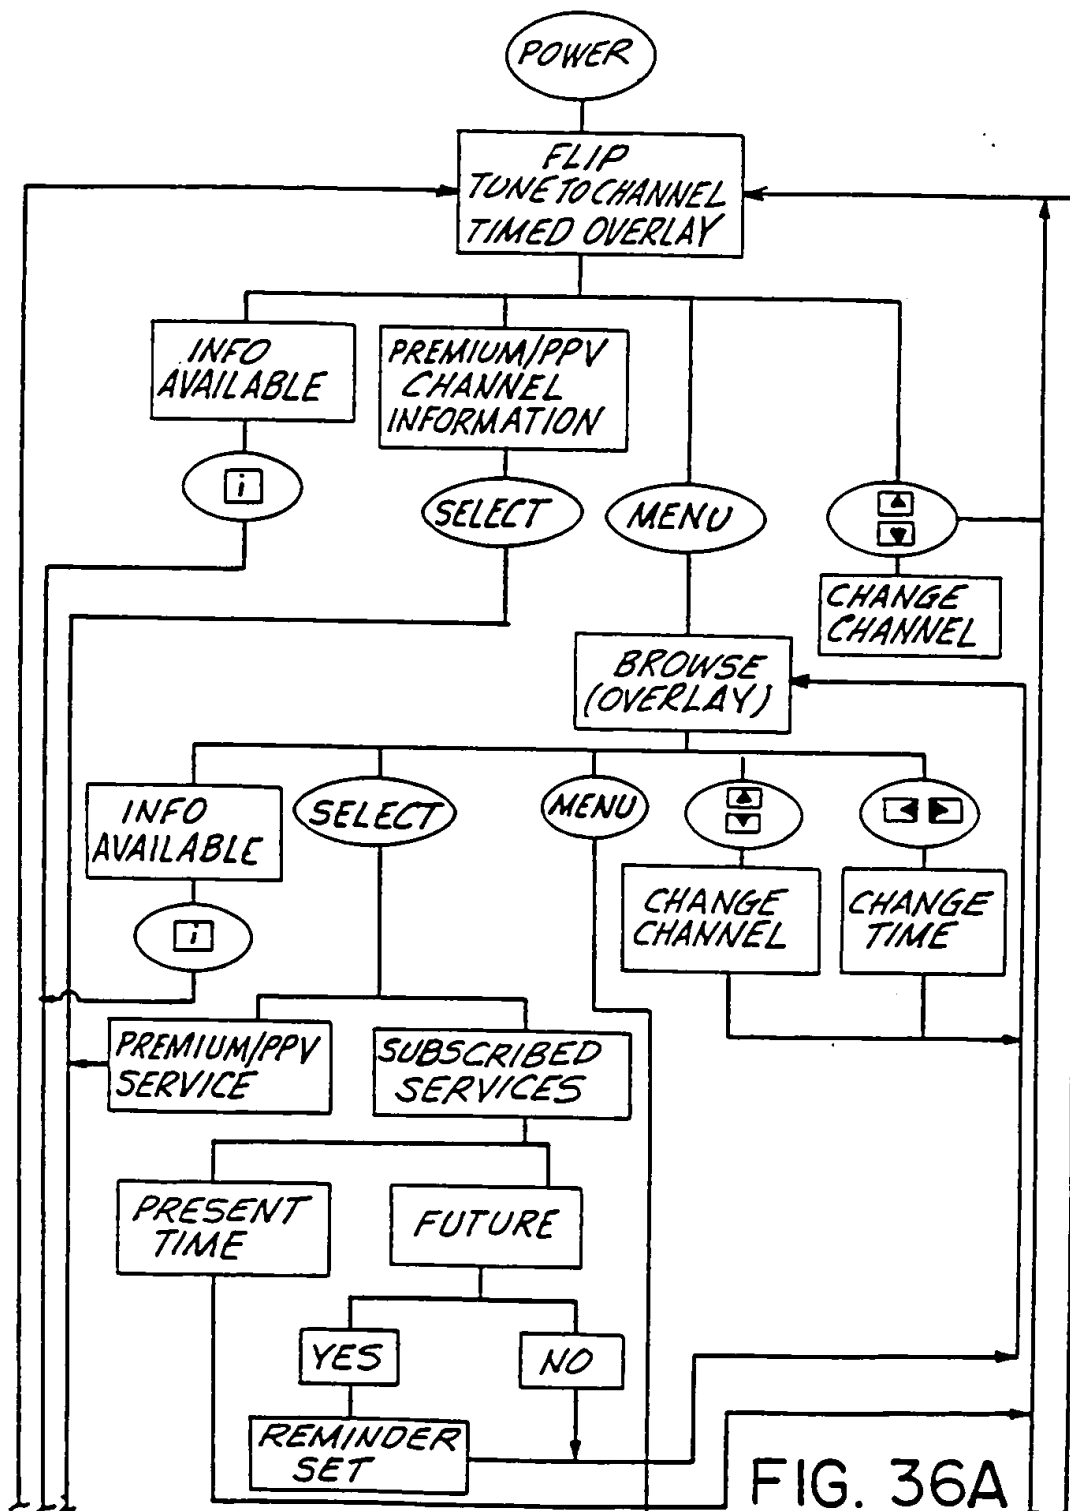 POWER
FLIP
TUNE TO CHANNEL
TIMED OVERLAY
INFO
AVAILABLE
PREMIUM/PPV
CHANNEL
INFORMATION
i
SELECT
MENU
CHANGE
CHANNEL
BROWSE
(OVERLAY)
INFO
AVAILABLE
SELECT
MENU
i
CHANGE
CHANNEL
CHANGE
TIME
PREMIUM/PPV
SERVICE
SUBSCRIBED
SERVICES
PRESENT
TIME
FUTURE
YES
NO
REMINDER
SET
FIG. 36A